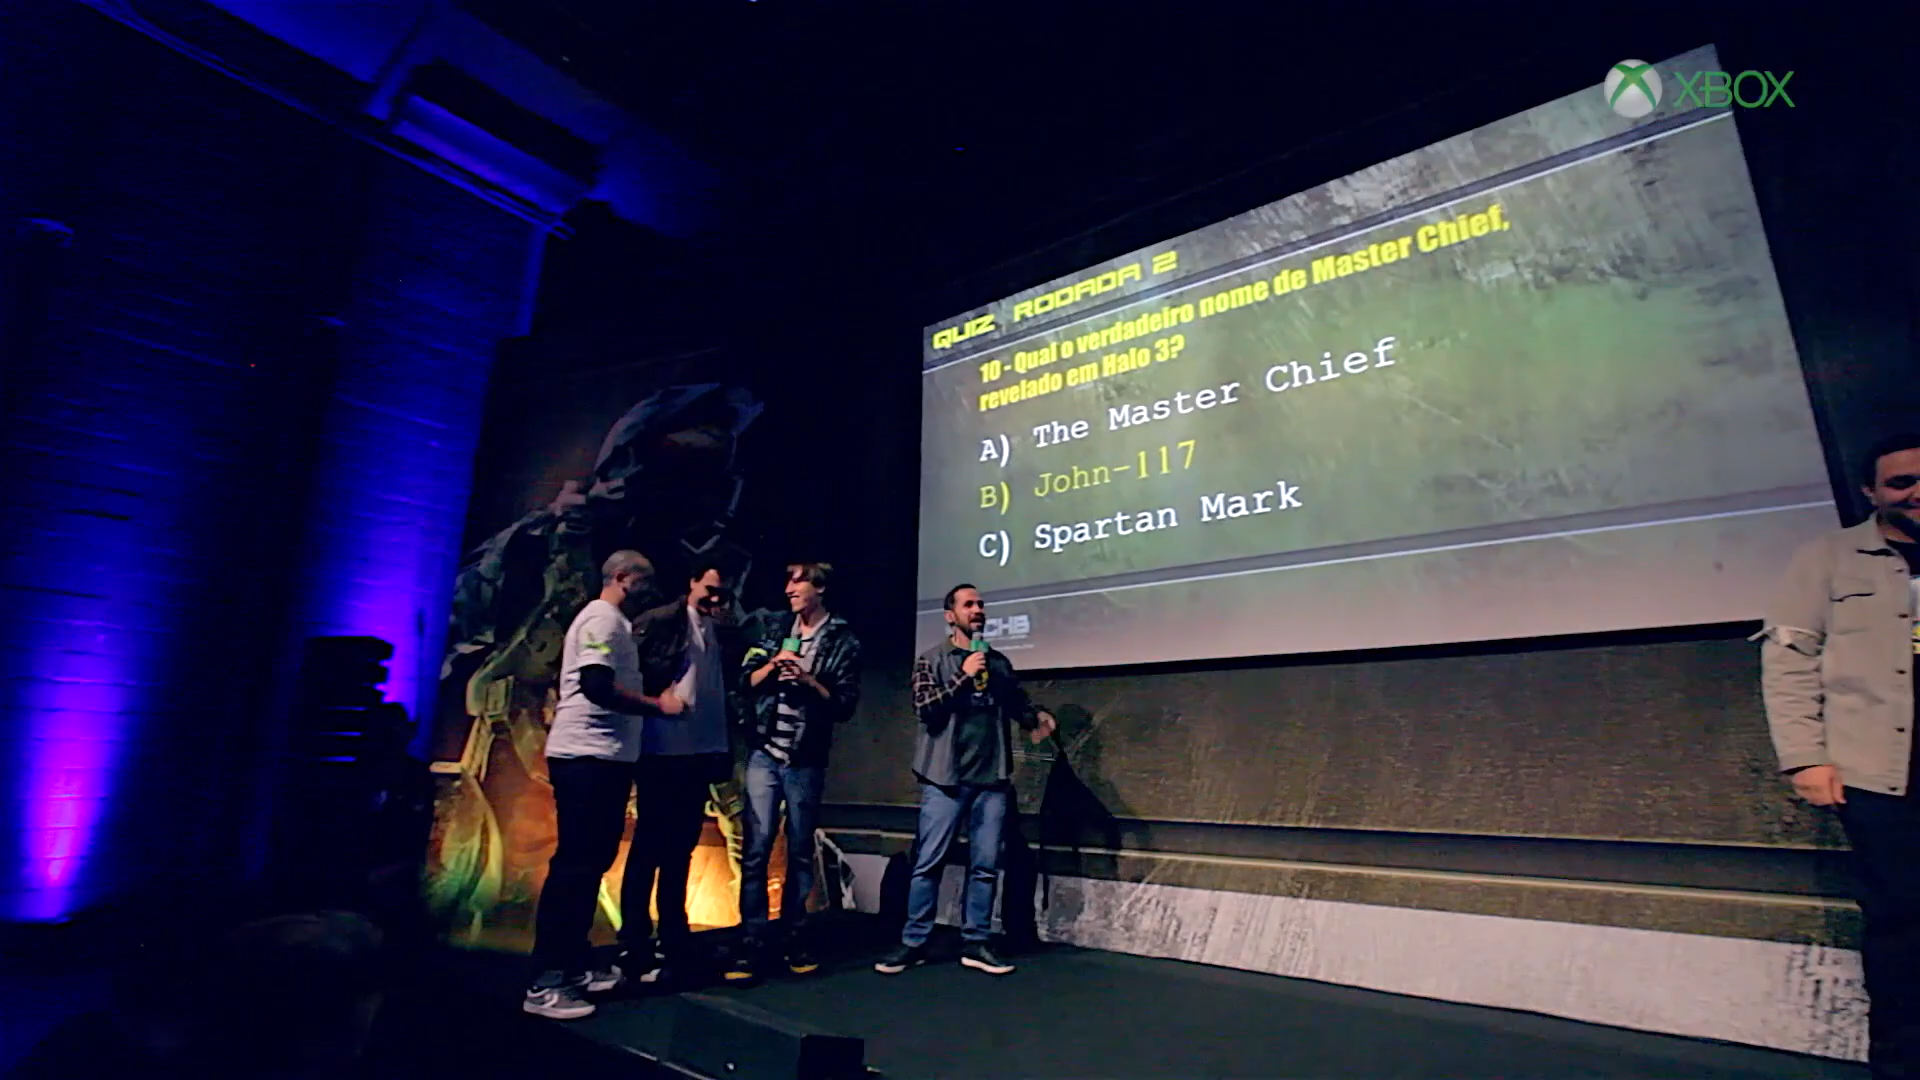 XBOX
QUIZ RODADA 2
10 - Qual o verdadeiro nome de Master Chief,
revelado em Halo 3?
A) The Master Chief
B) John-117
C) Spartan Mark
CHB